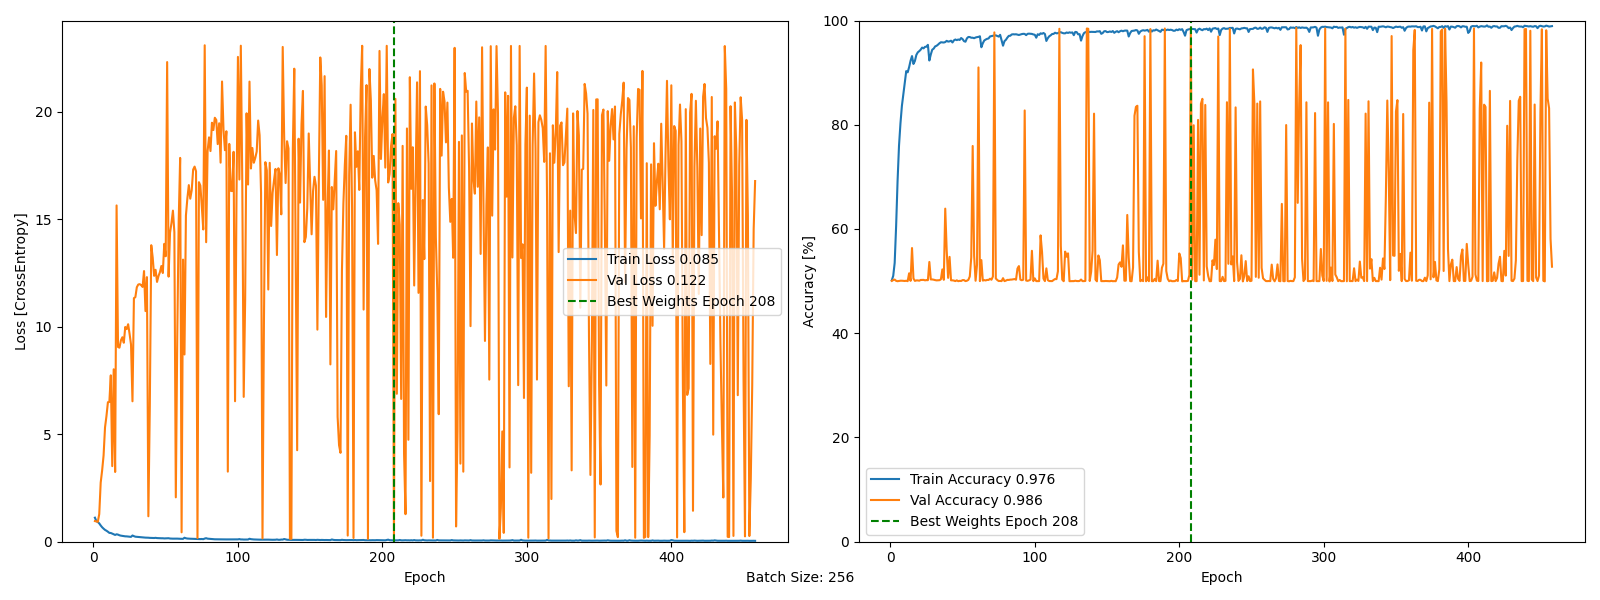 Loss [CrossEntropy]
20
15
10
5
0
0
100
200
300
400
Epoch
Train Loss 0.085
Val Loss 0.122
Best Weights Epoch 208
Batch Size: 256
Accuracy [%]
100
80
60
40
20
0
0
100
200
300
400
Epoch
Train Accuracy 0.976
Val Accuracy 0.986
Best Weights Epoch 208